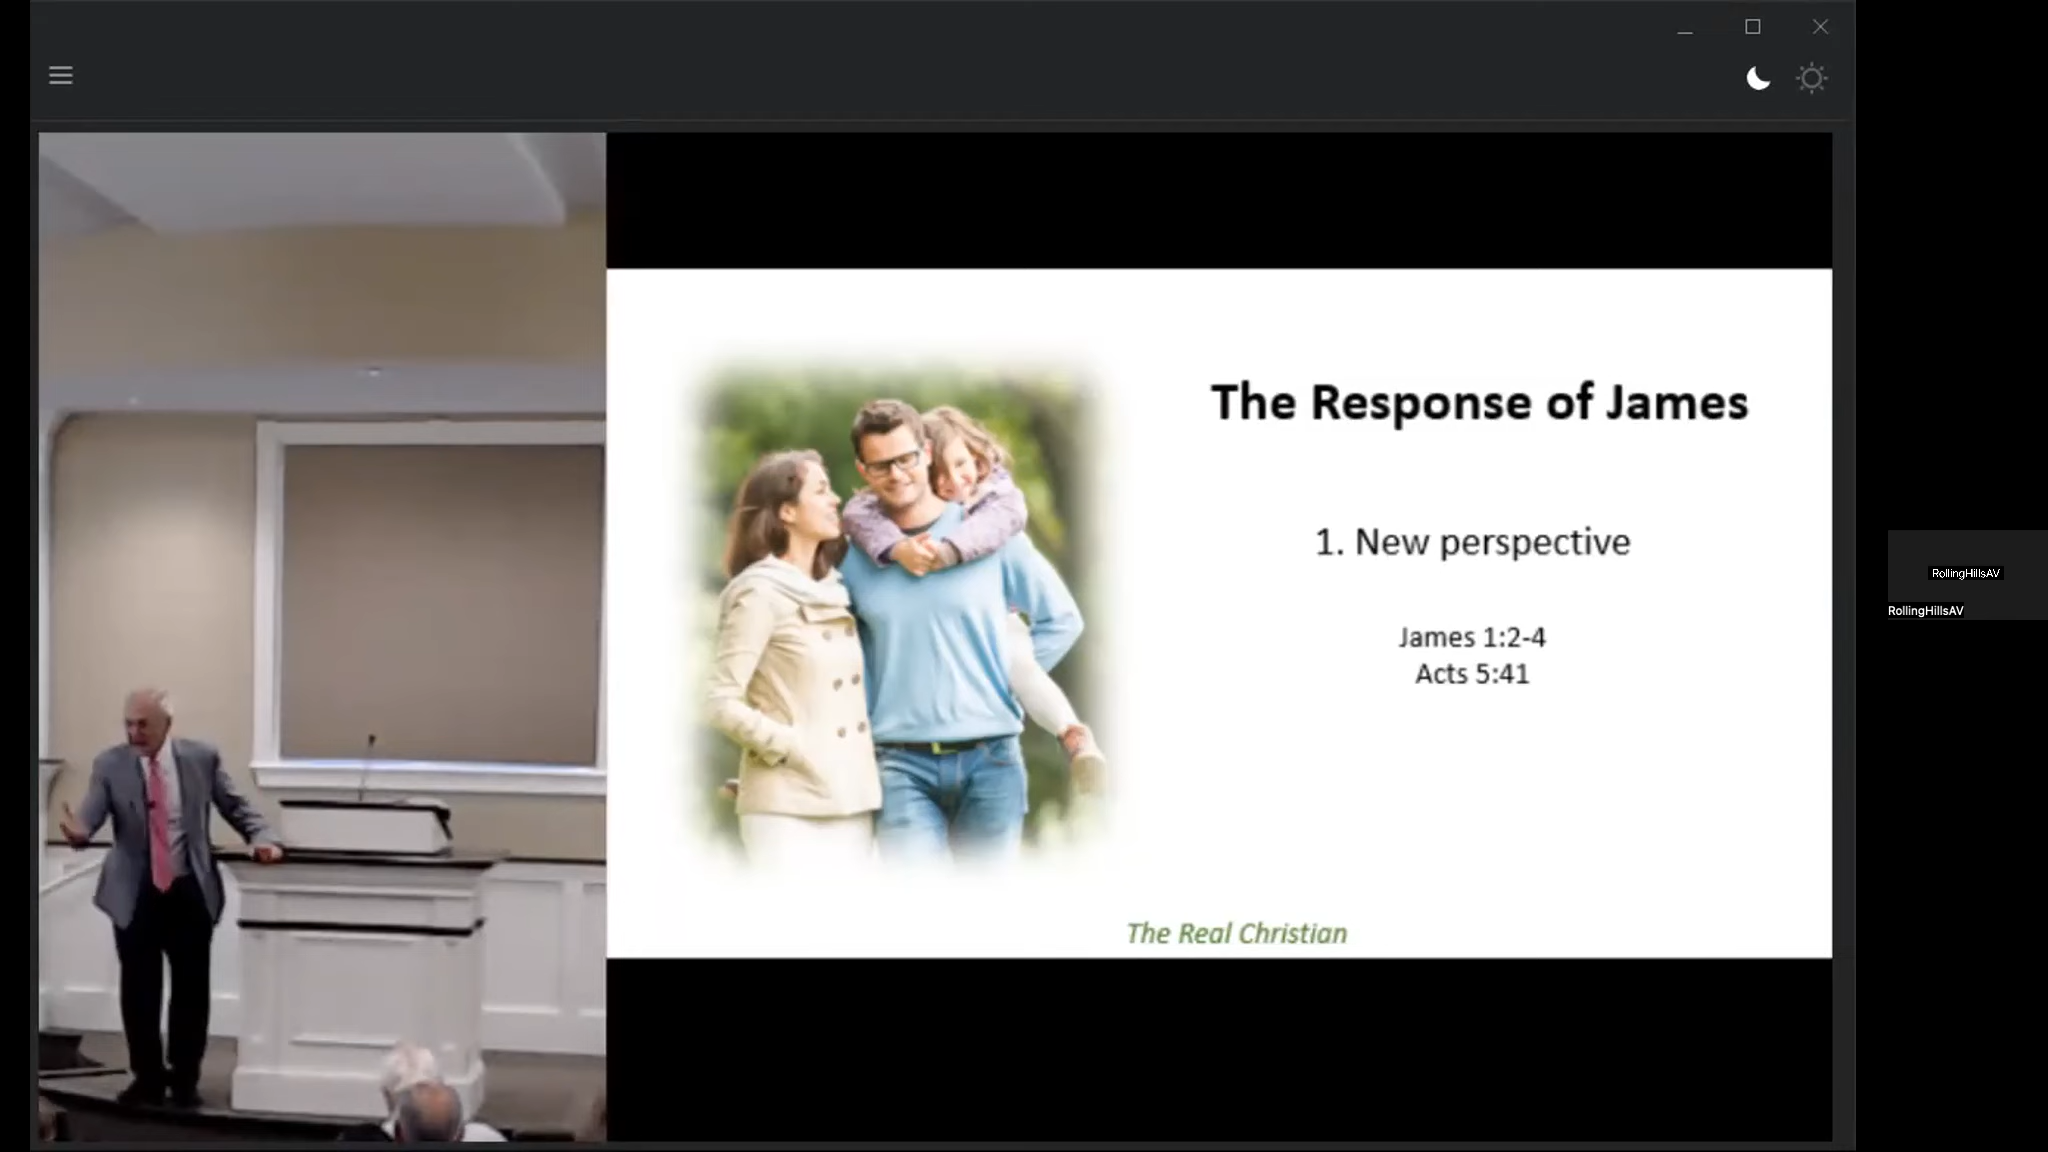 The Response of James
1. New perspective
James 1:2-4
Acts 5:41
The Real Christian
RollingHillsAV
RollingHillsAV